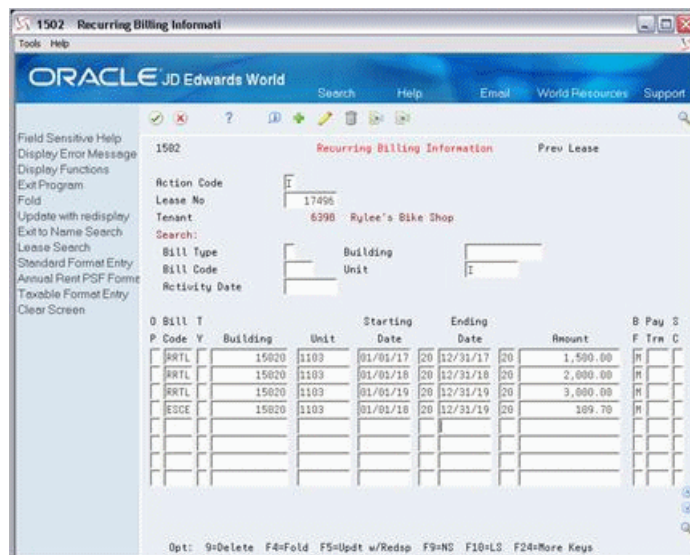 1502 Recurring Billing Informati
Tools Help
ORACLE JD Edwards World
Search Help Email World Resources Support
Field Sensitive Help
Display Error Message
Display Functions
Exit Program
Fold
Update with redisplay
Exit to Name Search
Lease Search
Standard Format Entry
Annual Rent PSF Forme
Taxable Format Entry
Clear Screen
1502 Recurring Billing Information Prev Lease
Action Code I
Lease No 17496
Tenant 6398 Rylee's Bike Shop
Search:
Bill Type Building
Bill Code Unit I
Activity Date
O Bill T Starting Ending B Pay S
P Code Y Building Unit Date Date Amount F Trm C
RRTL 15020 1103 01/01/17 20 12/31/17 20 1,500.00 M
RRTL 15020 1103 01/01/18 20 12/31/18 20 2,000.00 M
RRTL 15020 1103 01/01/19 20 12/31/19 20 3,000.00 M
ESCE 15020 1103 01/01/18 20 12/31/19 20 109.70 M
Opt: 9=Delete F4=Fold F5=Updt w/Redsp F9=NS F10=LS F24=More Keys